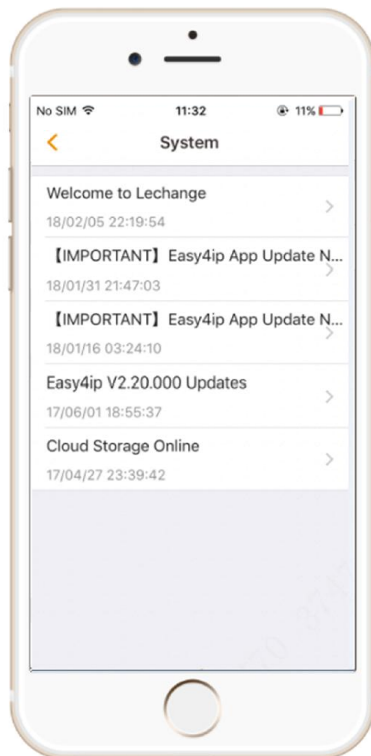 No SIM 11:32 11%
System
Welcome to Lechange
18/02/05 22:19:54
【IMPORTANT】Easy4ip App Update N...
18/01/31 21:47:03
【IMPORTANT】Easy4ip App Update N...
18/01/16 03:24:10
Easy4ip V2.20.000 Updates
17/06/01 18:55:37
Cloud Storage Online
17/04/27 23:39:42